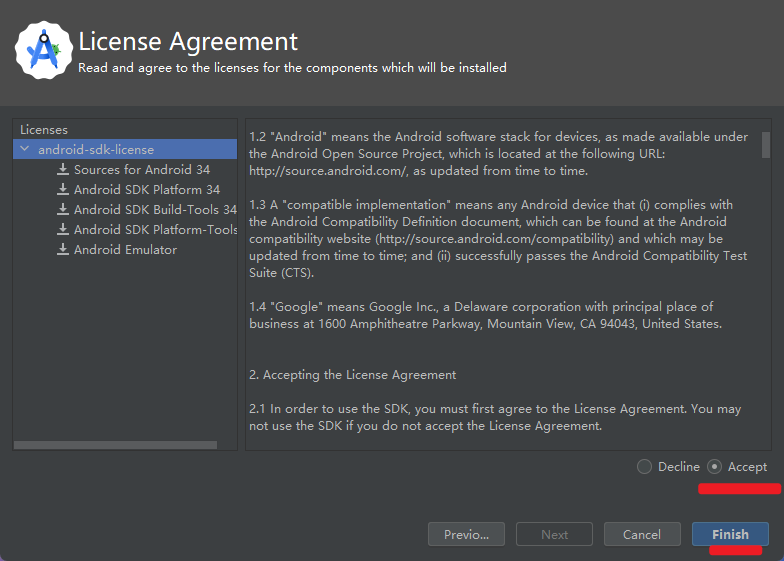 License Agreement
Read and agree to the licenses for the components which will be installed
Licenses
android-sdk-license
Sources for Android 34
Android SDK Platform 34
Android SDK Build-Tools 34
Android SDK Platform-Tools
Android Emulator
1.2 "Android" means the Android software stack for devices, as made available under
the Android Open Source Project, which is located at the following URL:
http://source.android.com/, as updated from time to time.
1.3 A "compatible implementation" means any Android device that (i) complies with
the Android Compatibility Definition document, which can be found at the Android
compatibility website (http://source.android.com/compatibility) and which may be
updated from time to time; and (ii) successfully passes the Android Compatibility Test
Suite (CTS).
1.4 "Google" means Google Inc., a Delaware corporation with principal place of
business at 1600 Amphitheatre Parkway, Mountain View, CA 94043, United States.
2. Accepting the License Agreement
2.1 In order to use the SDK, you must first agree to the License Agreement. You may
not use the SDK if you do not accept the License Agreement.
Decline Accept
Previo... Next Cancel Finish